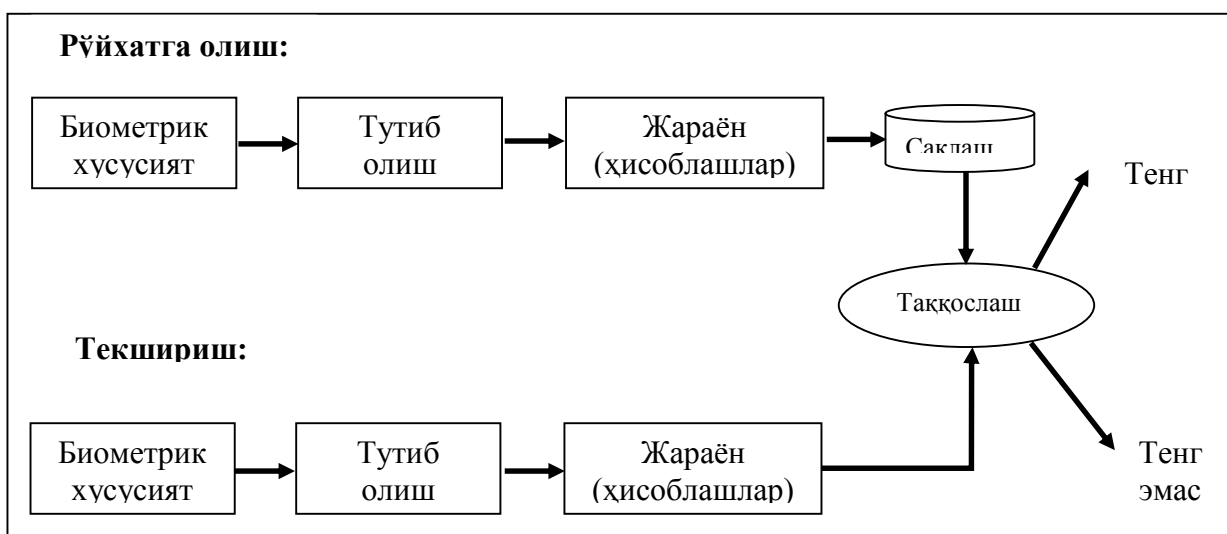 Рўйхатга олиш:
Биометрик
хусусият
Тутиб
олиш
Жараён
(ҳисоблашлар)
Сақлаш
Тенг
Таққослаш
Текшириш:
Биометрик
хусусият
Тутиб
олиш
Жараён
(ҳисоблашлар)
Тенг
эмас